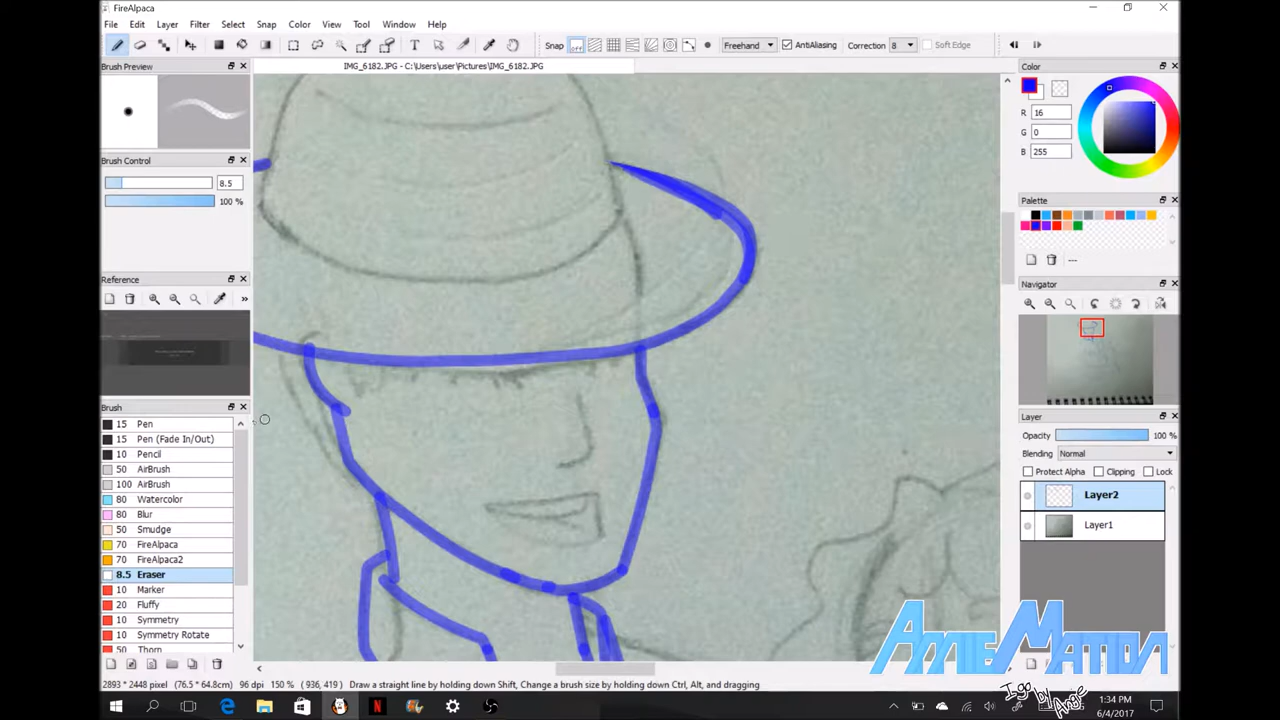 FireAlpaca
File Edit Layer Filter Select Snap Color View Tool Window Help
Snap off Freehand AntiAliasing Correction 8 Soft Edge
Brush Preview
IMG_6182.JPG - C:\Users\user\Pictures\IMG_6182.JPG
Brush Control
8.5
100 %
Reference
Brush
15 Pen
15 Pen (Fade In/Out)
10 Pencil
50 AirBrush
100 AirBrush
80 Watercolor
80 Blur
50 Smudge
70 FireAlpaca
70 FireAlpaca2
8.5 Eraser
10 Marker
20 Fluffy
10 Symmetry
10 Symmetry Rotate
50 Thorn
Color
R 16
G 0
B 255
Palette
---
Navigator
Layer
Opacity 100 %
Blending Normal
Protect Alpha Clipping Lock
Layer2
Layer1
2893 * 2448 pixel (76.5 * 64.8cm) 96 dpi 150 % ( 936, 419 ) Draw a straight line by holding down Shift, Change a brush size by holding down Ctrl, Alt, and dragging
1:34 PM
6/4/2017